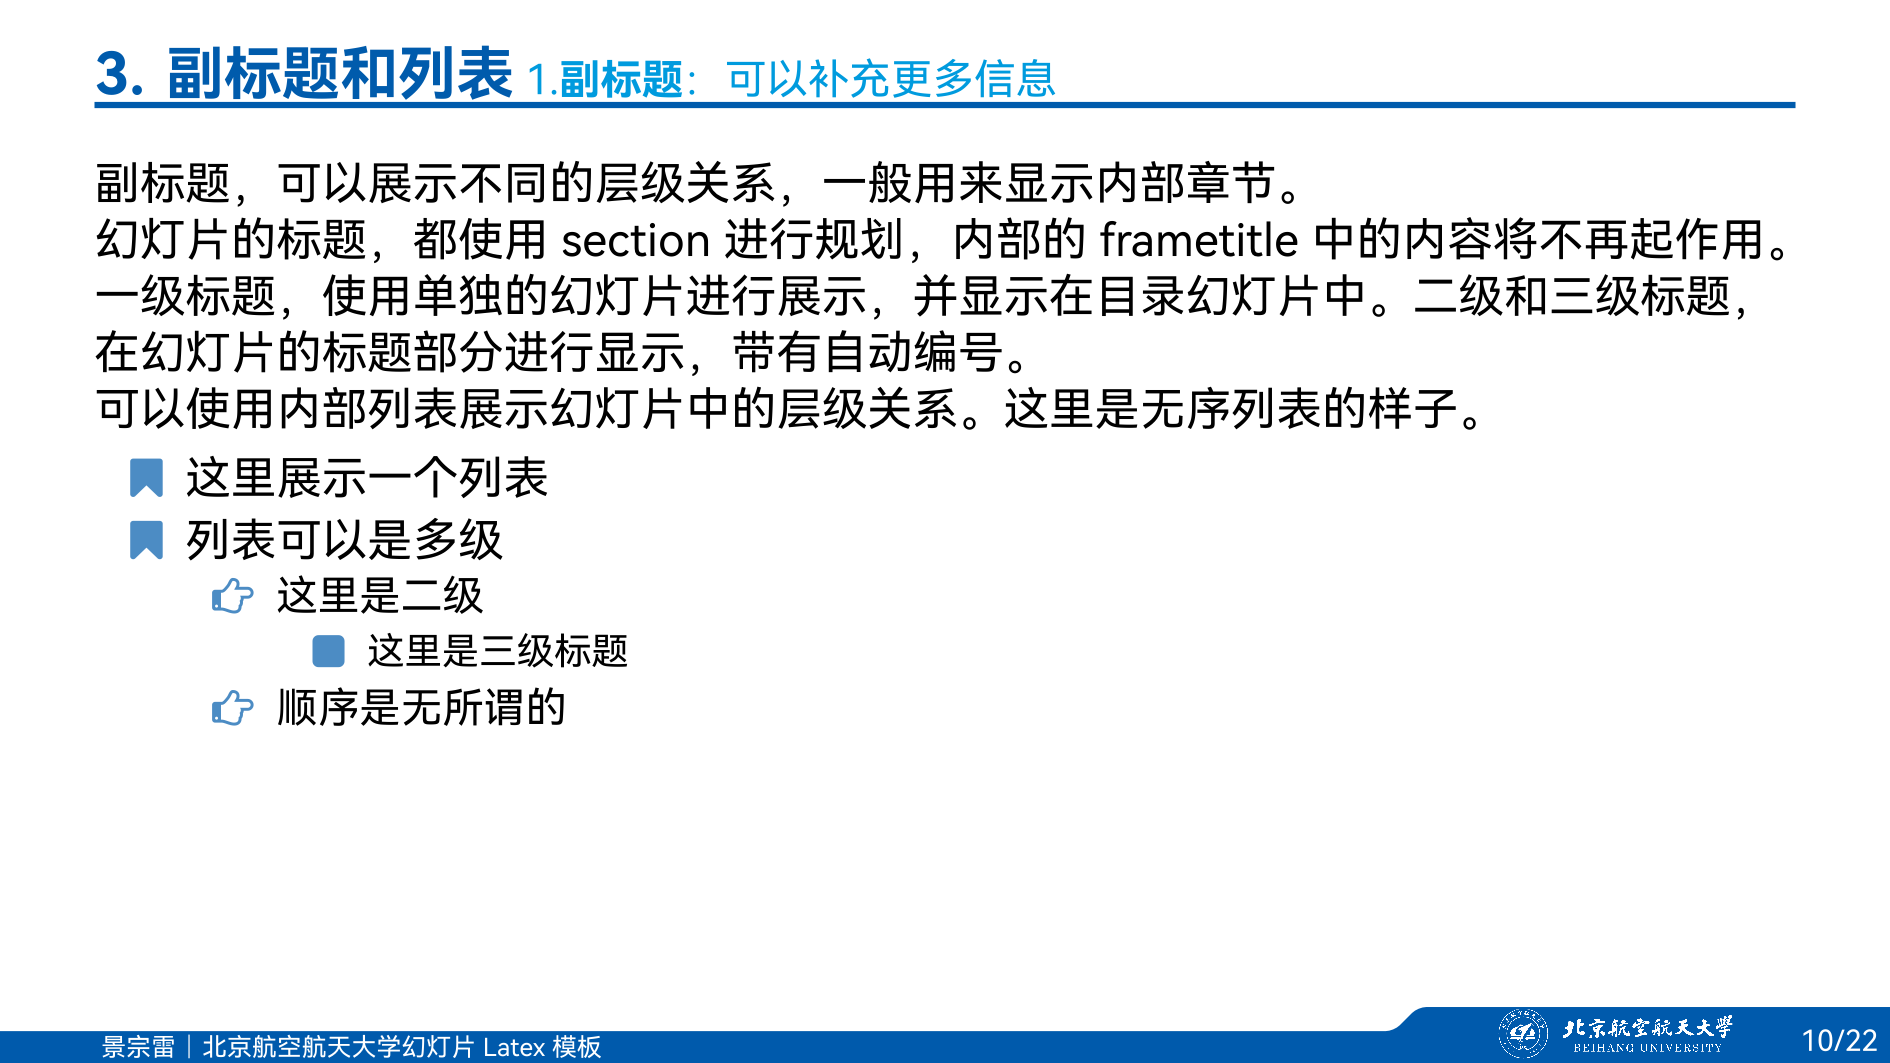 3. 副标题和列表 1.副标题：可以补充更多信息
副标题，可以展示不同的层级关系，一般用来显示内部章节。
幻灯片的标题，都使用 section 进行规划，内部的 frametitle 中的内容将不再起作用。
一级标题，使用单独的幻灯片进行展示，并显示在目录幻灯片中。二级和三级标题，
在幻灯片的标题部分进行显示，带有自动编号。
可以使用内部列表展示幻灯片中的层级关系。这里是无序列表的样子。
这里展示一个列表
列表可以是多级
这里是二级
这里是三级标题
顺序是无所谓的
景宗雷｜北京航空航天大学幻灯片 Latex 模板
北京航空航天大學
BEIHANG UNIVERSITY
10/22